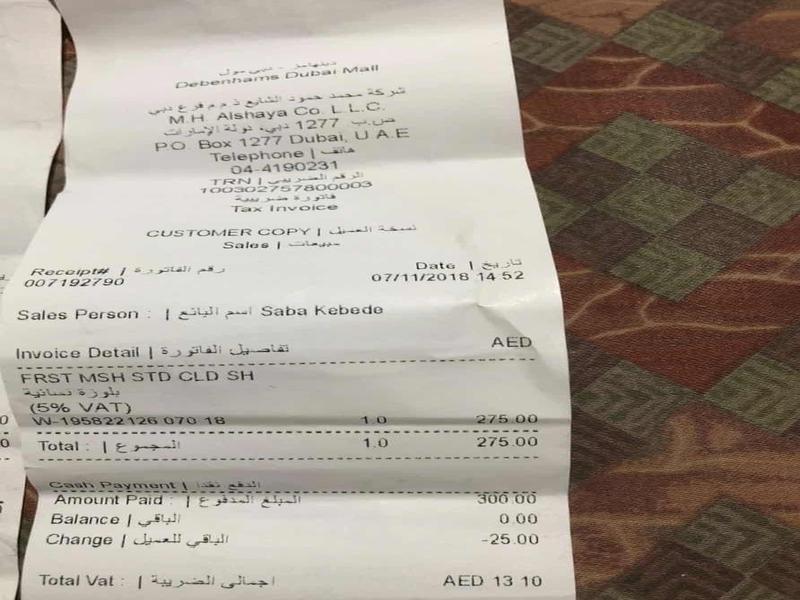 دبنهامز - دبي مول
Debenhams Dubai Mall
شركة محمد حمود الشايع ذ م م فرع دبي
M.H. Alshaya Co. L.L.C.
ص.ب 1277 دبي، دولة الإمارات
P.O. Box 1277 Dubai, U.A.E
Telephone | هاتف
04-4190231
TRN | الرقم الضريبي
100302757800003
فاتورة ضريبية
Tax Invoice
CUSTOMER COPY | نسخة العميل
Sales | مبيعات
Receipt# | رقم الفاتورة Date | تاريخ
007192790 07/11/2018 14:52
Sales Person : | اسم البائع Saba Kebede
Invoice Detail | تفاصيل الفاتورة AED
FRST MSH STD CLD SH
بلوزة نسائية
(5% VAT)
W-195822126 070 18 1.0 275.00
Total : | المجموع 1.0 275.00
Cash Payment | الدفع نقدا
Amount Paid : | المبلغ المدفوع 300.00
Balance | الباقي 0.00
Change | الباقي للعميل -25.00
Total Vat : | اجمالى الضريبة AED 13.10